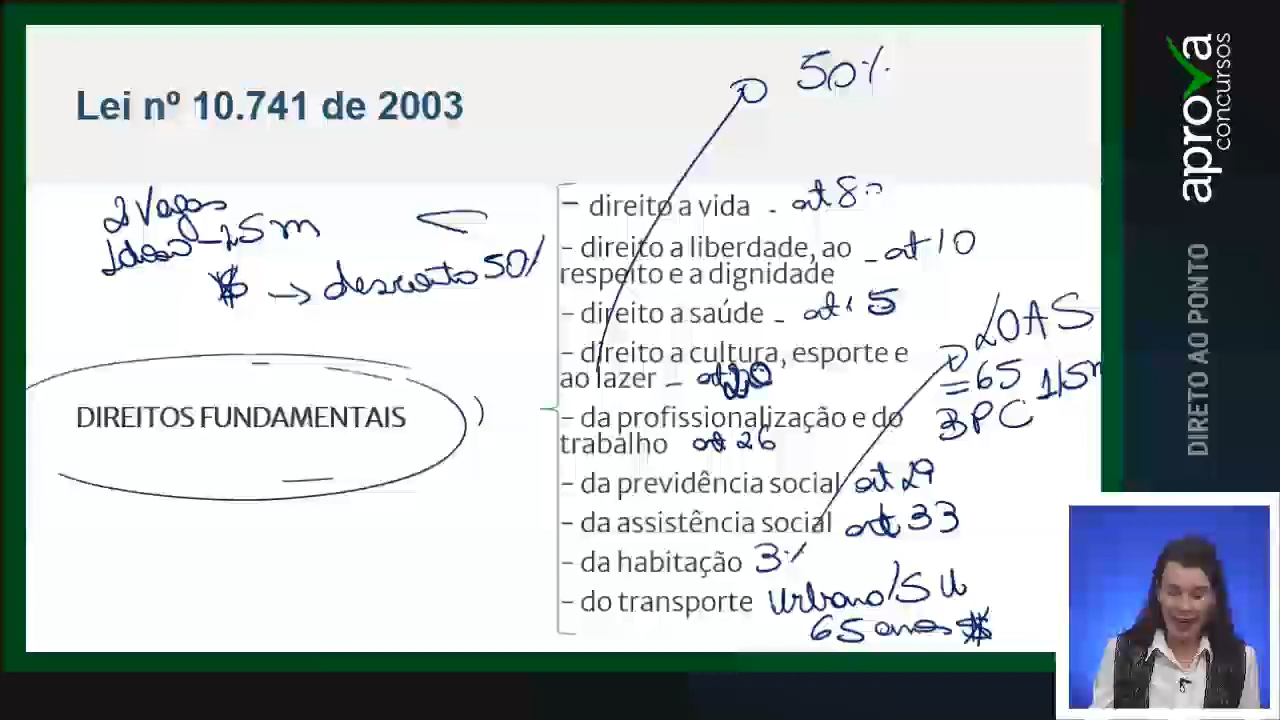 Lei nº 10.741 de 2003
50%
2 Vagas
Idoso - 1,5 m
$ → desconto 50%
DIREITOS FUNDAMENTAIS
– direito a vida - art 8º
– direito a liberdade, ao - art 10
respeito e a dignidade
– direito a saúde - art. 15
– direito a cultura, esporte e
ao lazer - art 20
– da profissionalização e do
trabalho art 26
– da previdência social art 29
– da assistência social art 33
– da habitação 3%
– do transporte Urbano/S U
65 anos $
LOAS
= 65 1/5m
BPC
aprova
concursos
DIRETO AO PONTO